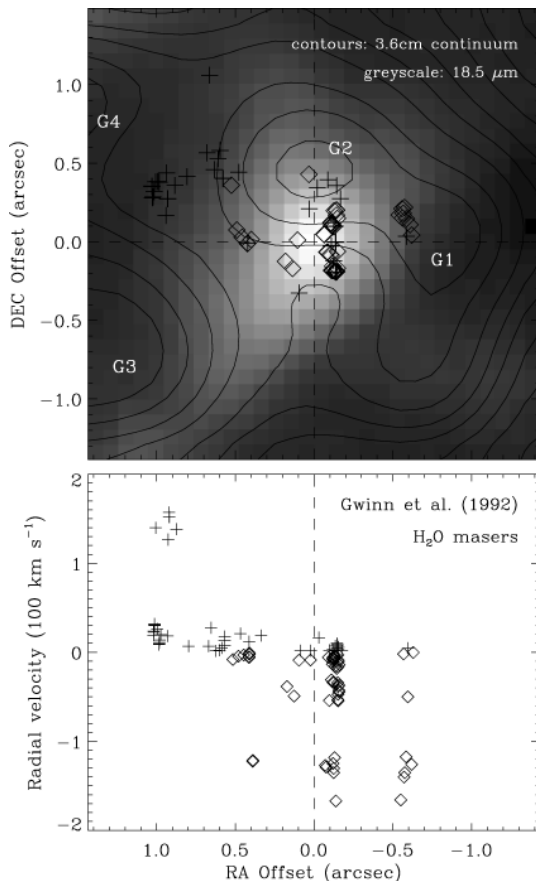 contours: 3.6cm continuum
greyscale: 18.5 μm
G4
G2
G1
G3
1.0
0.5
0.0
−0.5
−1.0
DEC Offset (arcsec)
Gwinn et al. (1992)
H₂O masers
2
1
0
−1
−2
Radial velocity (100 km s⁻¹)
1.0 0.5 0.0 −0.5 −1.0
RA Offset (arcsec)